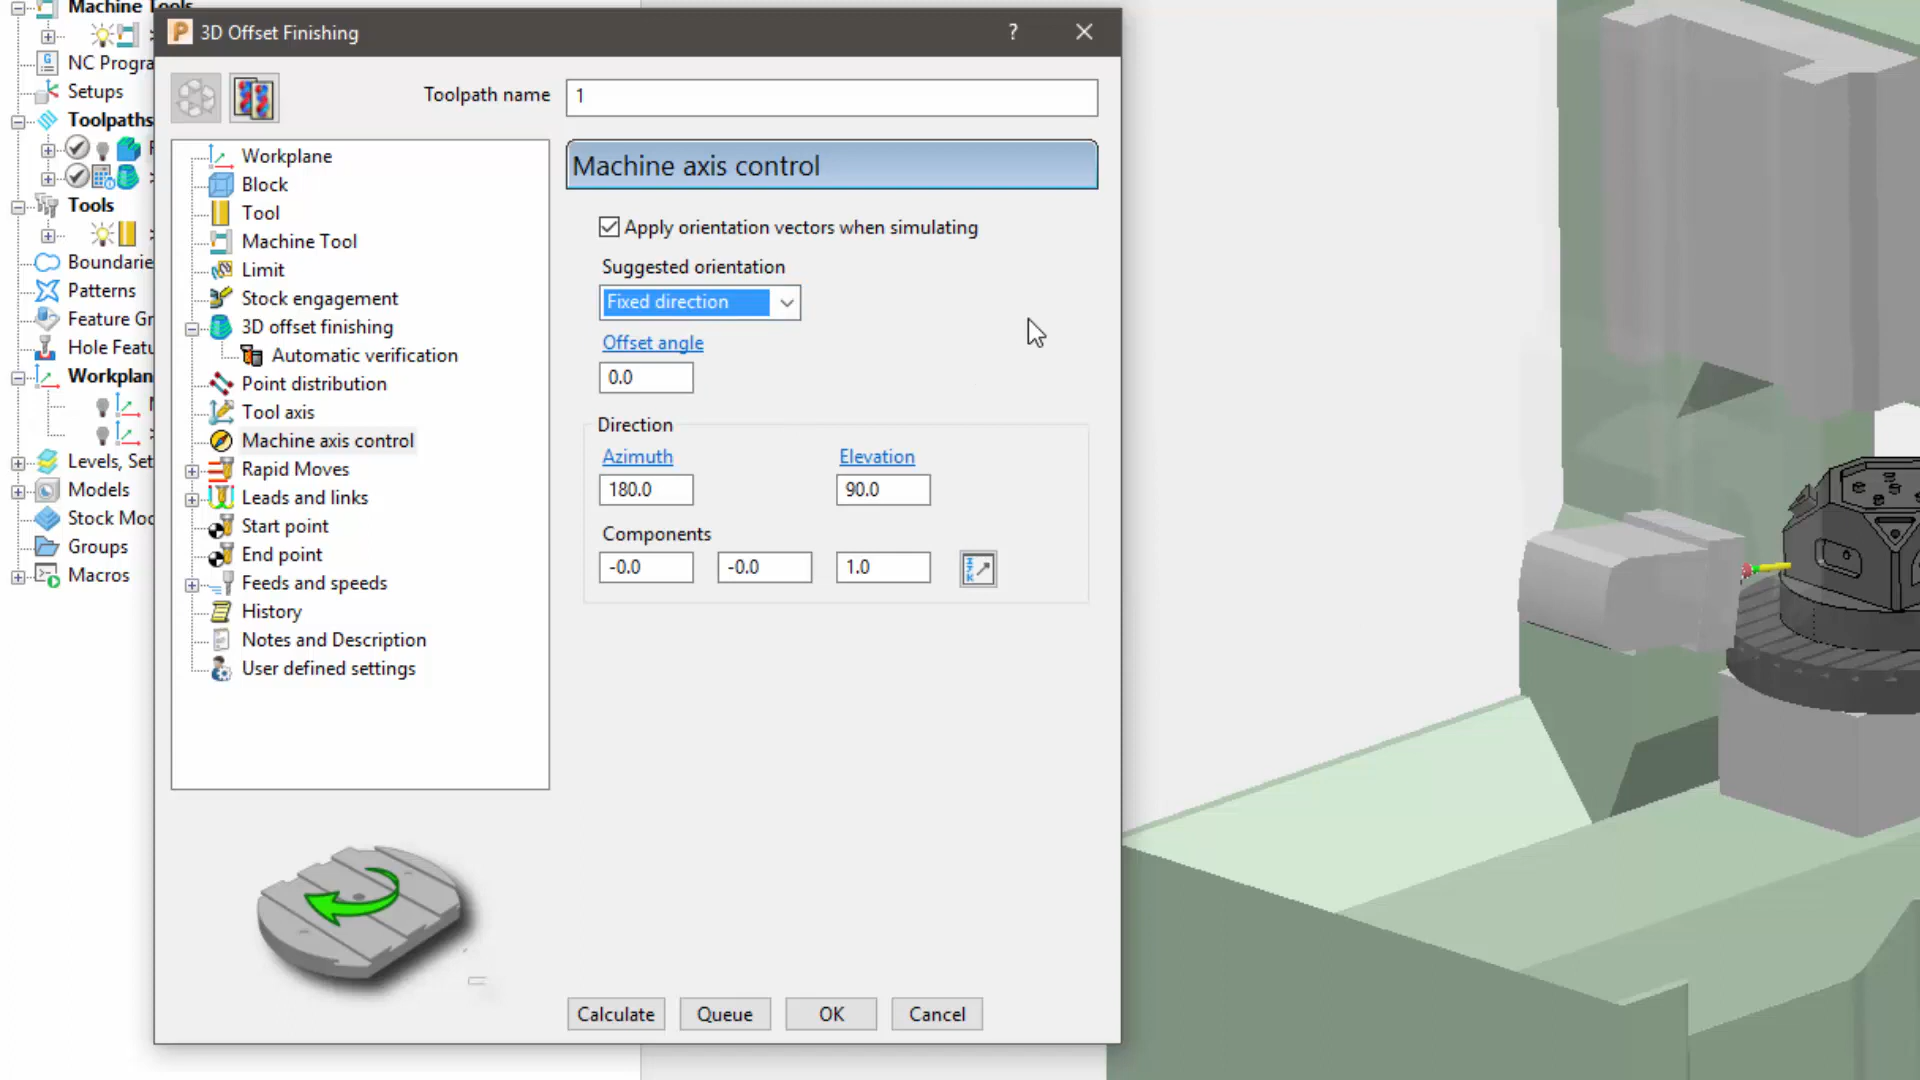 Machine Tools
NC Progra
Setups
Toolpaths
Tools
Boundarie
Patterns
Feature Gr
Hole Featu
Workplan
Levels, Set
Models
Stock Moc
Groups
Macros
3D Offset Finishing
?
Toolpath name
1
Workplane
Block
Tool
Machine Tool
Limit
Stock engagement
3D offset finishing
Automatic verification
Point distribution
Tool axis
Machine axis control
Rapid Moves
Leads and links
Start point
End point
Feeds and speeds
History
Notes and Description
User defined settings
Machine axis control
Apply orientation vectors when simulating
Suggested orientation
Fixed direction
Offset angle
0.0
Direction
Azimuth Elevation
180.0 90.0
Components
-0.0 -0.0 1.0
Calculate Queue OK Cancel